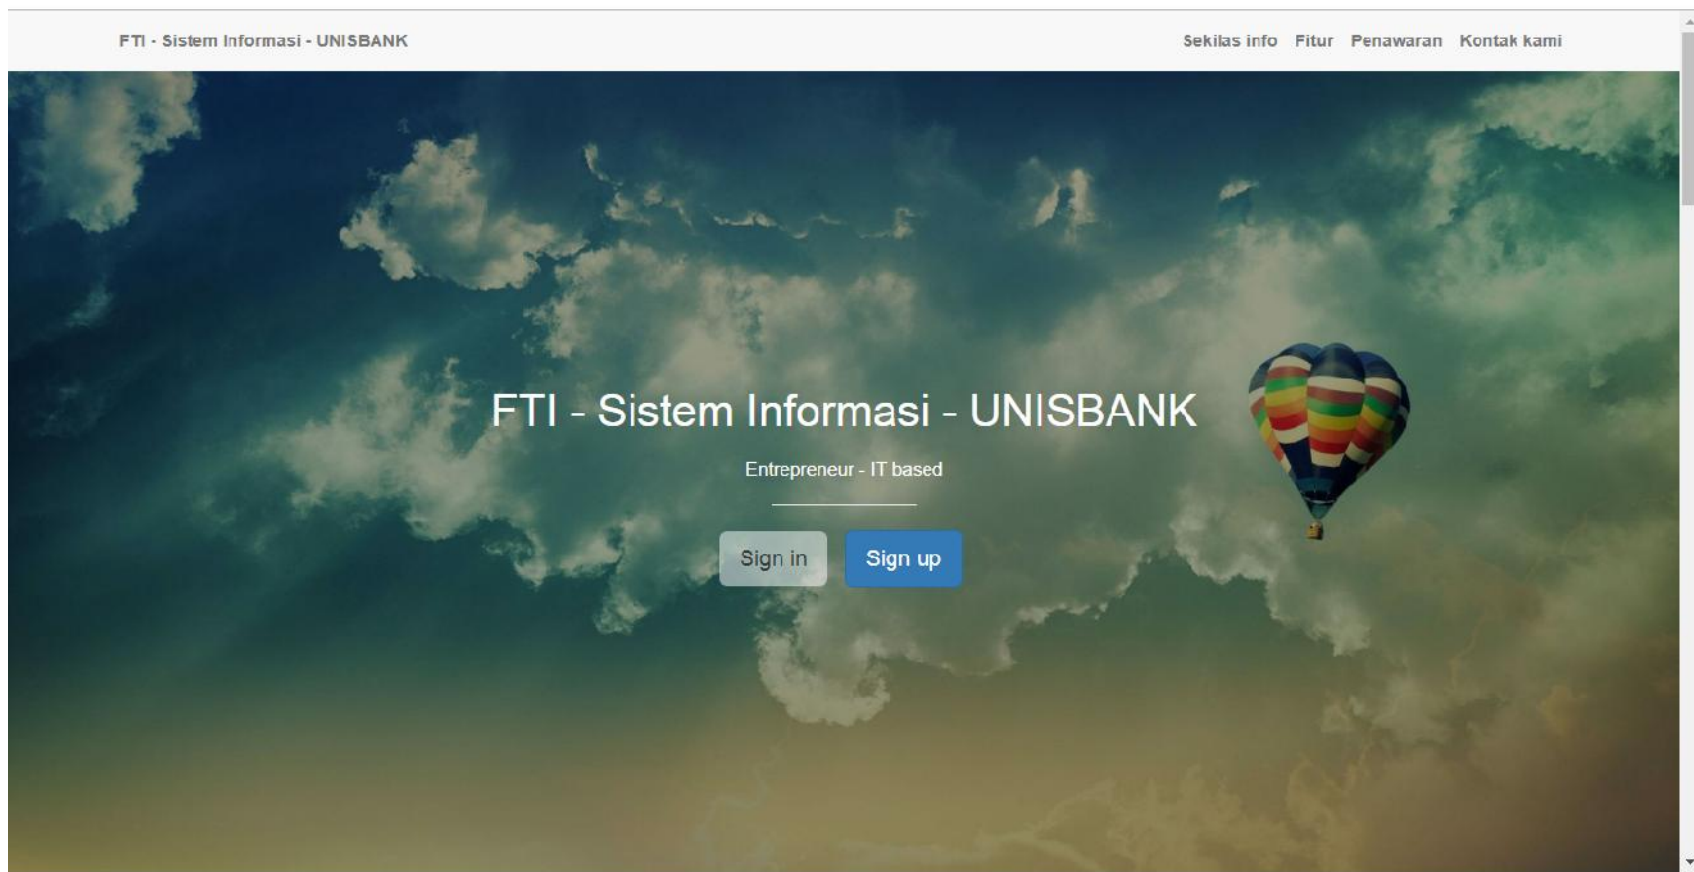 FTI - Sistem Informasi - UNISBANK
Sekilas info Fitur Penawaran Kontak kami
FTI - Sistem Informasi - UNISBANK
Entrepreneur - IT based
Sign in Sign up